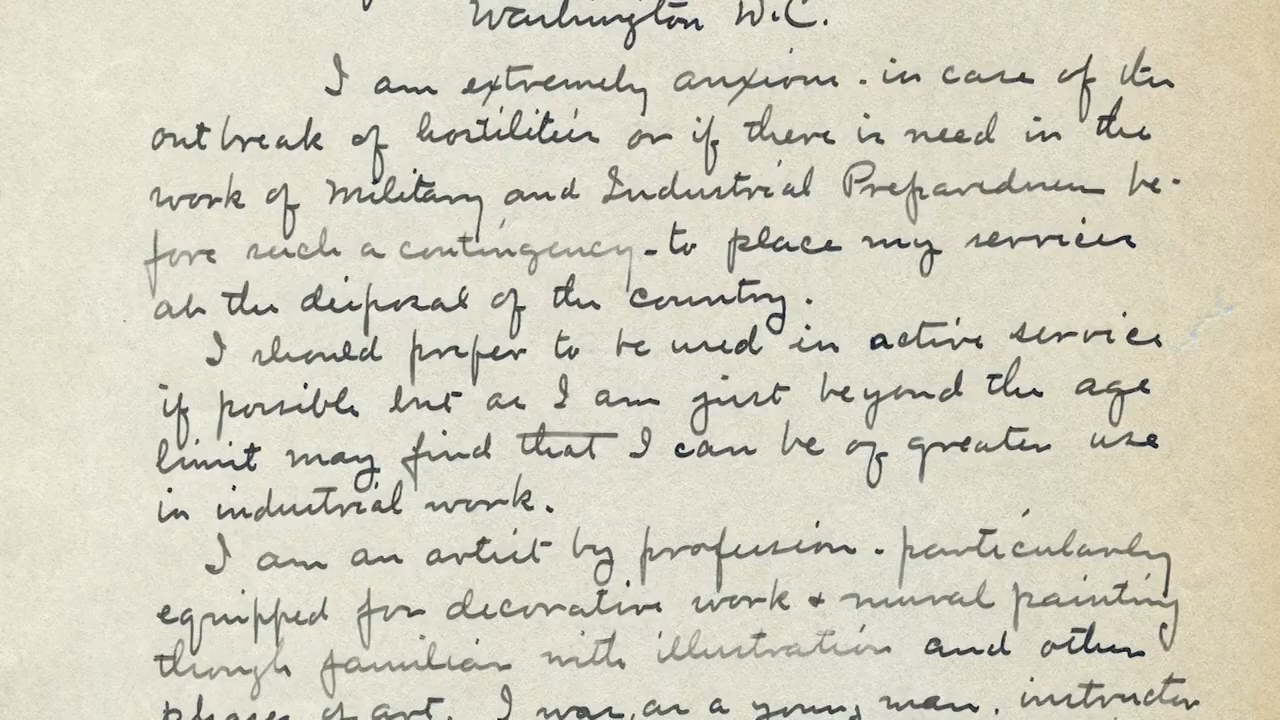 Washington D.C.
I am extremely anxious - in case of the
outbreak of hostilities or if there is need in the
work of Military and Industrial Preparedness be-
fore such a contingency - to place my services
at the disposal of the country.
I should prefer to be used in active service
if possible but as I am just beyond the age
limit may find that I can be of greater use
in industrial work.
I am an artist by profession - particularly
equipped for decorative work & mural painting
though familiar with illustration and other
phases of art. I was, as a young man, instructor